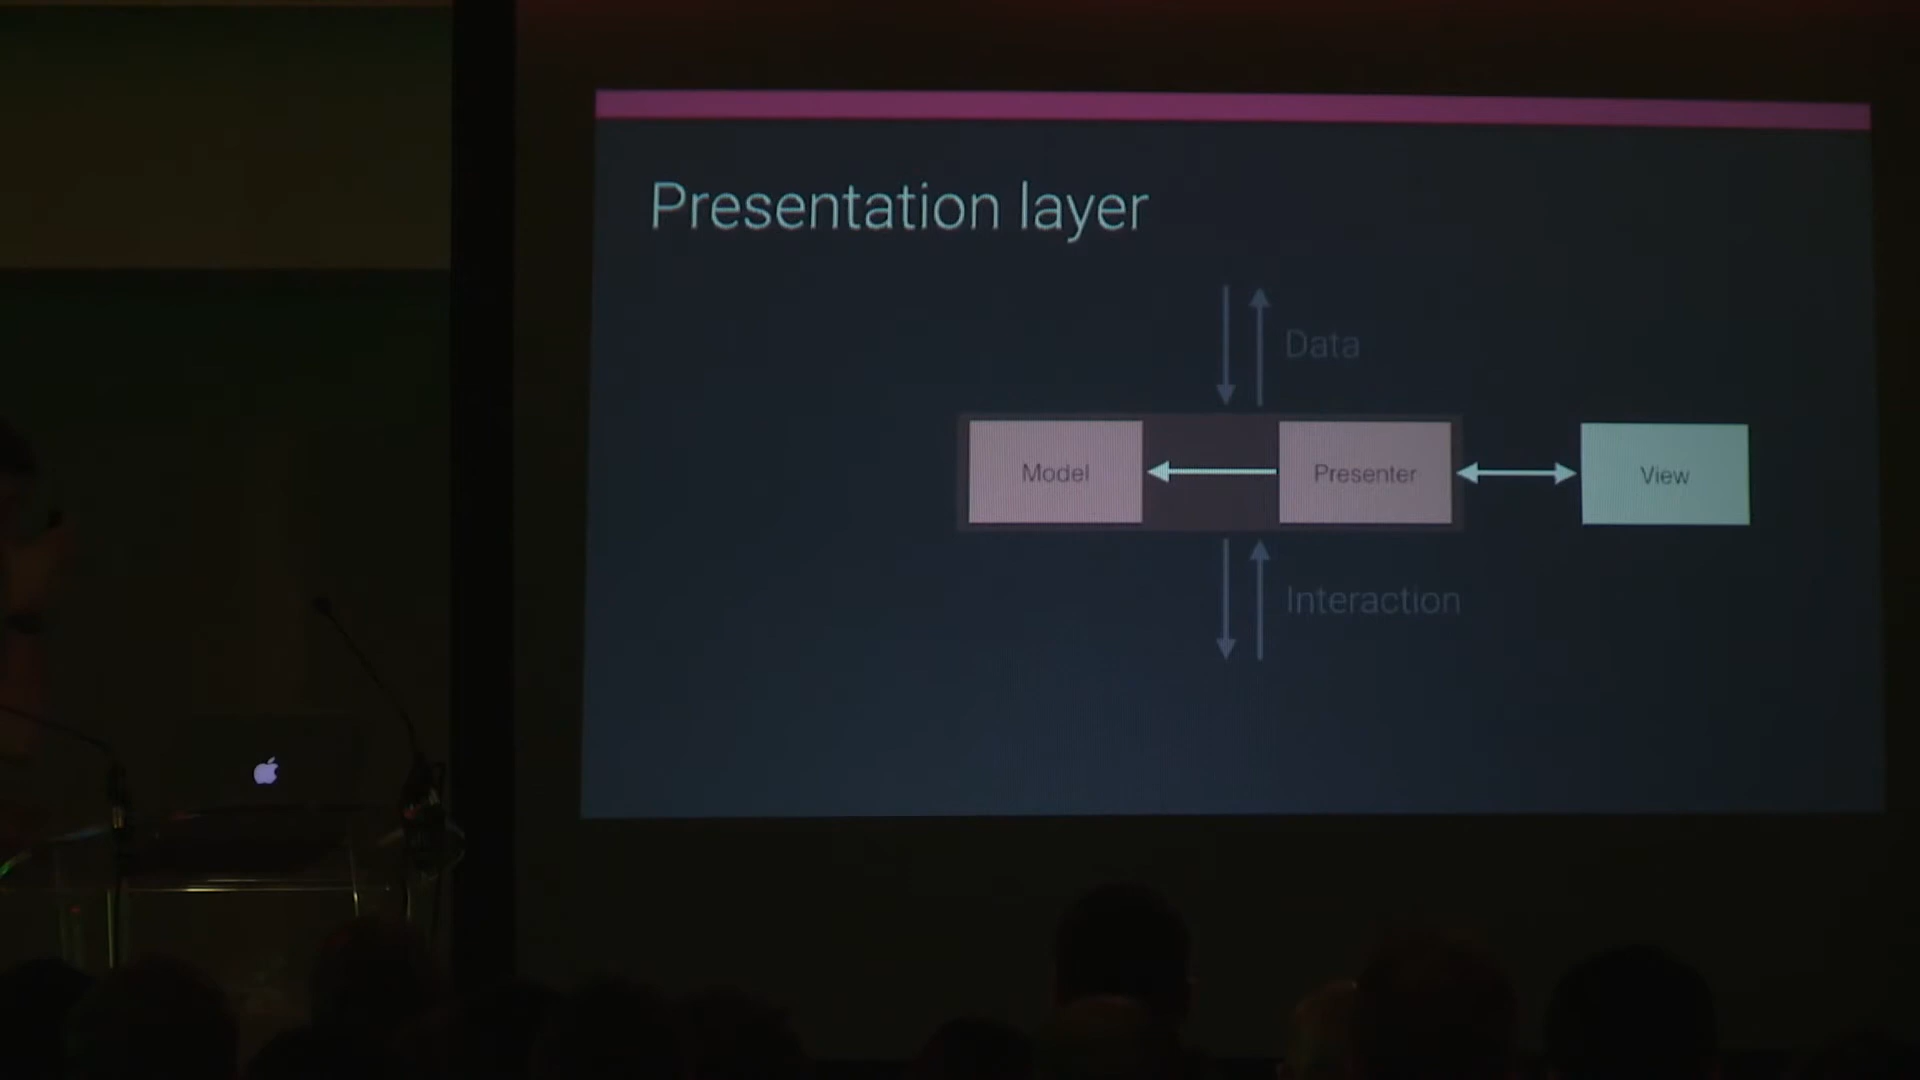 Presentation layer
Data
Model
Presenter
View
Interaction